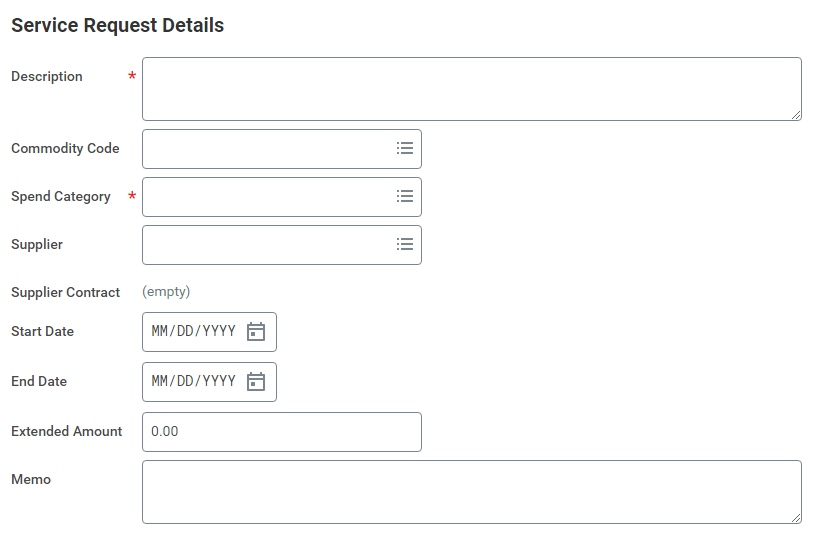 Service Request Details
Description *
Commodity Code
Spend Category *
Supplier
Supplier Contract (empty)
Start Date MM/DD/YYYY
End Date MM/DD/YYYY
Extended Amount 0.00
Memo